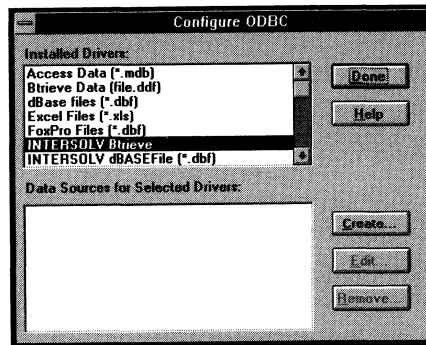 Configure ODBC
Installed Drivers:
Access Data (*.mdb)
Btrieve Data (file.ddf)
dBase files (*.dbf)
Excel Files (*.xls)
FoxPro Files (*.dbf)
INTERSOLV Btrieve
INTERSOLV dBASEFile (*.dbf)
Done
Help
Data Sources for Selected Drivers:
Create...
Edit...
Remove...